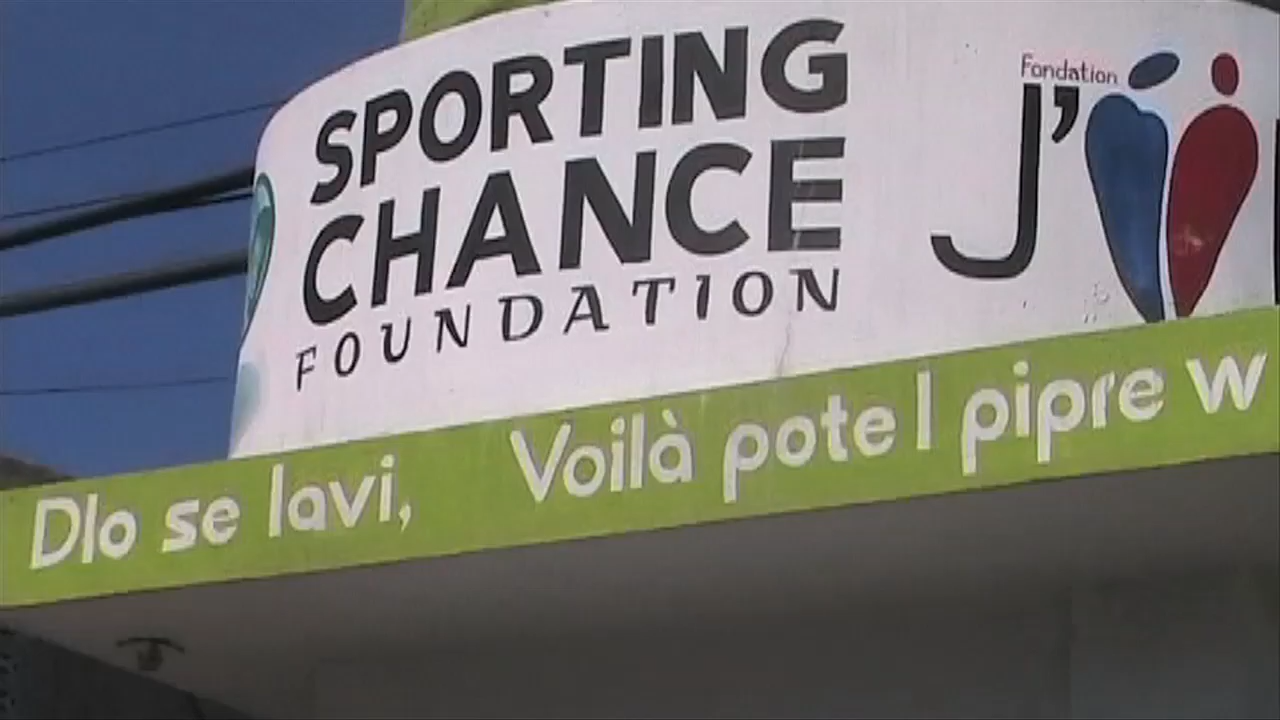 SPORTING
CHANCE
FOUNDATION
Fondation
J'
Dlo se lavi, Voilà pote l pipre w